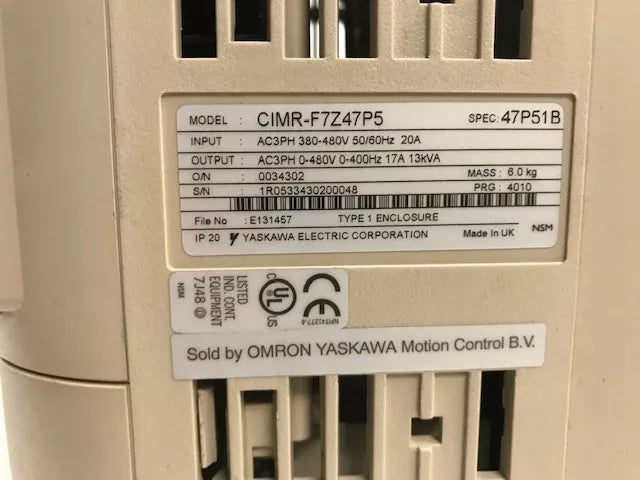 MODEL : CIMR-F7Z47P5 SPEC: 47P51B
INPUT : AC3PH 380-480V 50/60Hz 20A
OUTPUT : AC3PH 0-480V 0-400Hz 17A 13kVA
O/N : 0034302 MASS : 6.0 kg
S/N : 1R0533430200048 PRG : 4010
File No : E131457 TYPE 1 ENCLOSURE
IP 20 YASKAWA ELECTRIC CORPORATION Made In UK NSM
NSM
LISTED
IND. CONT.
EQUIPMENT
7J48
C UL US
CE
Sold by OMRON YASKAWA Motion Control B.V.